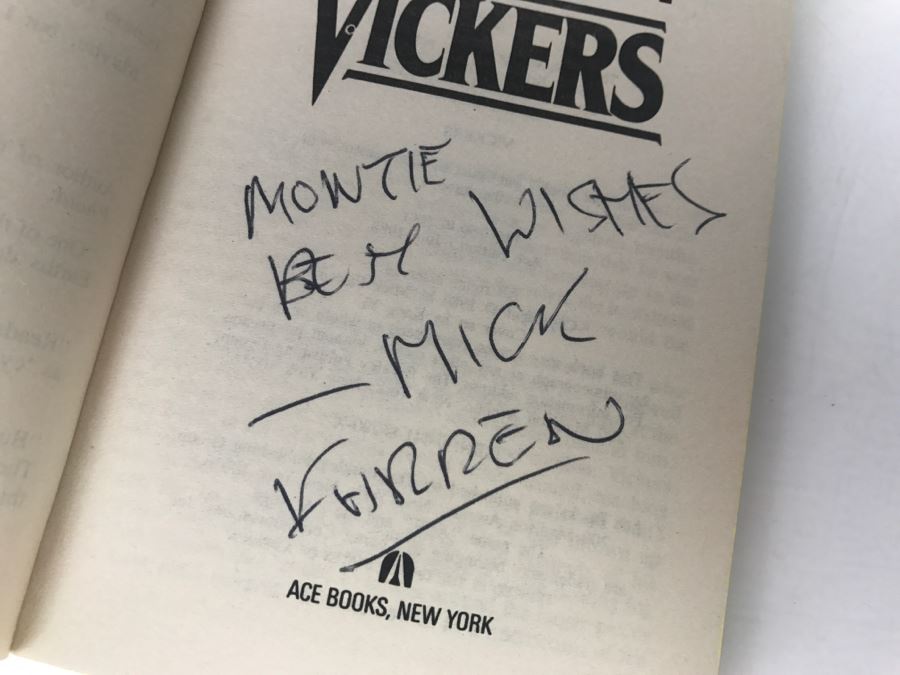 VICKERS
MONTIE
BEST WISHES
— MICK
FARREN
ACE BOOKS, NEW YORK